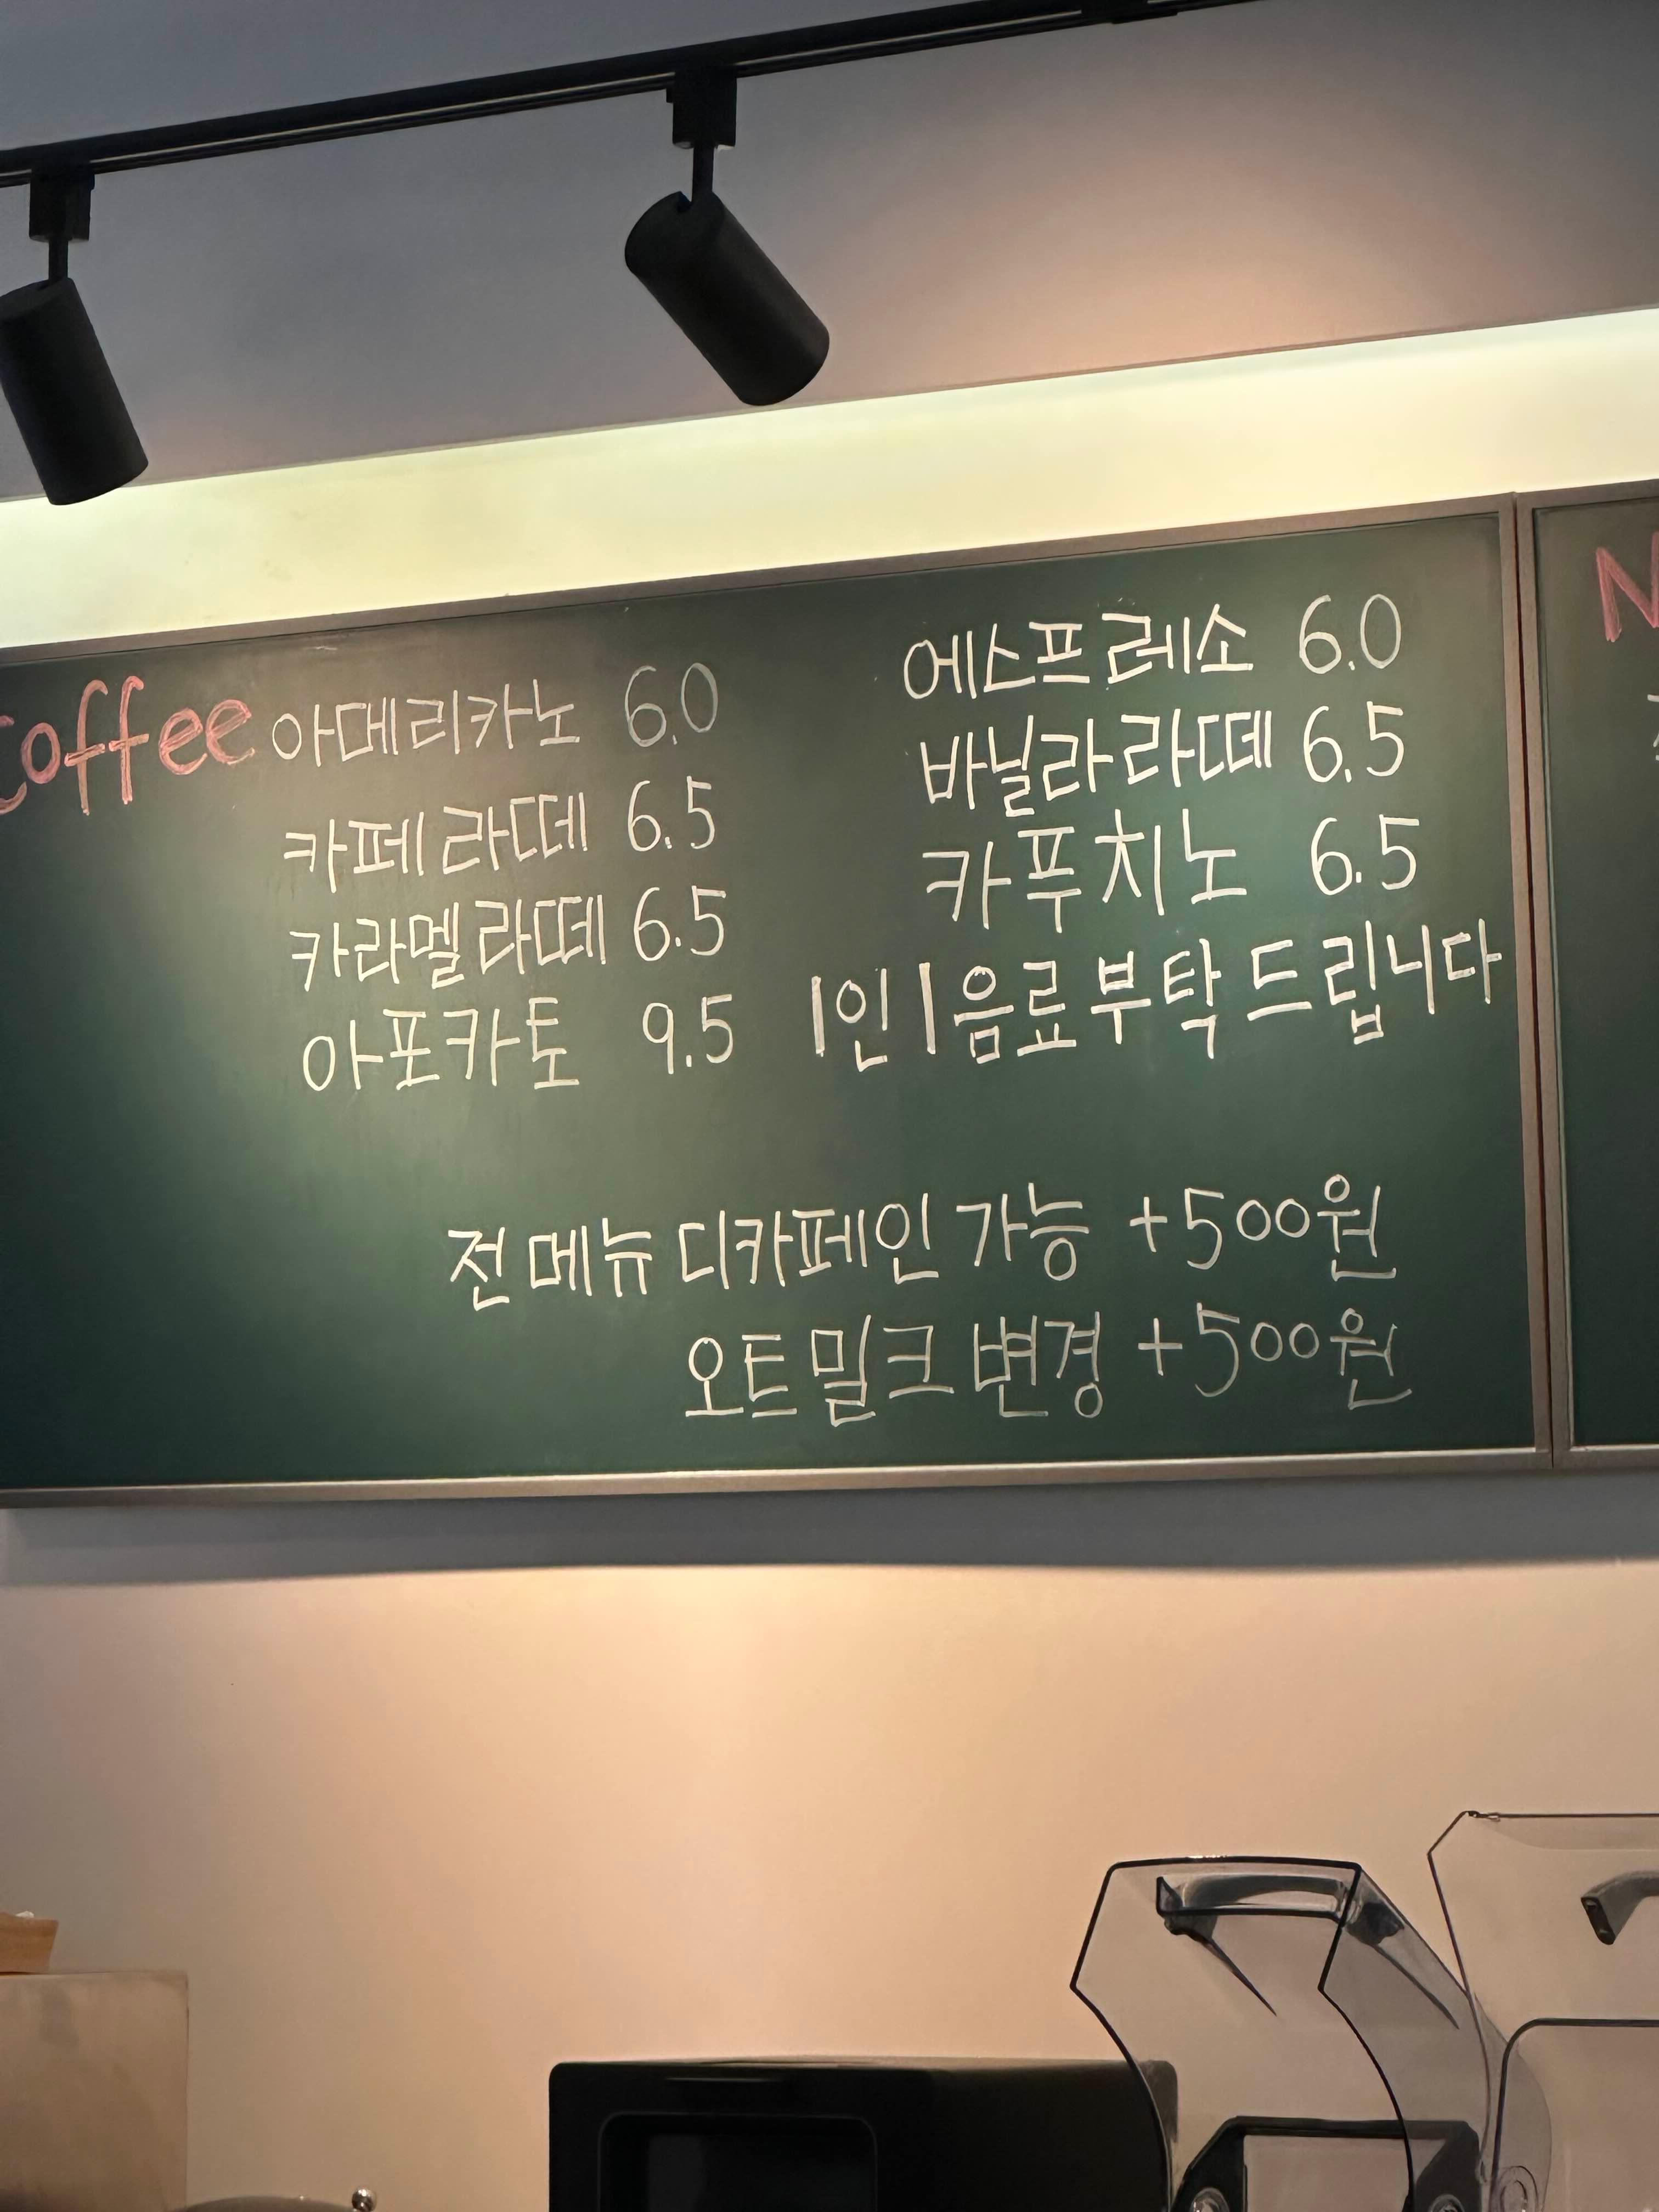 Coffee
아메리카노 6.0
카페라떼 6.5
카라멜라떼 6.5
아포카토 9.5
에스프레소 6.0
바닐라라떼 6.5
카푸치노 6.5
1인 1음료 부탁드립니다
전메뉴 디카페인 가능 +500원
오트밀크 변경 +500원